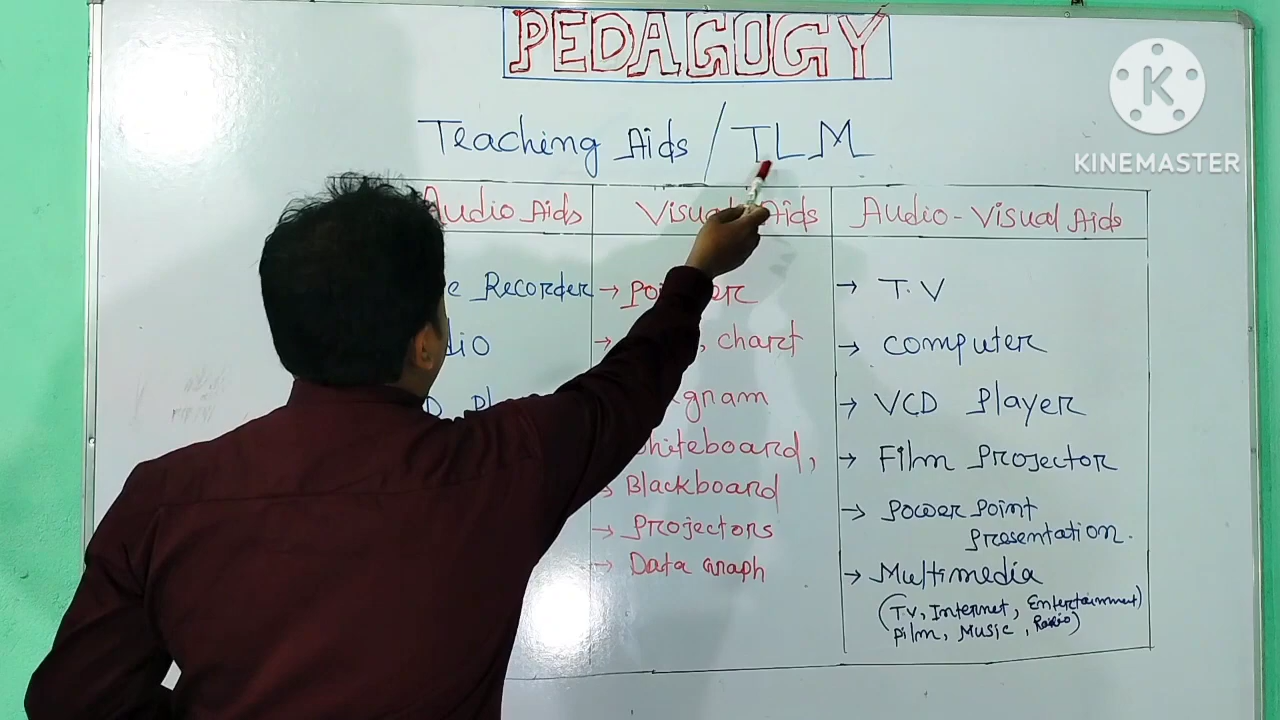 PEDAGOGY
Teaching Aids / TLM
Audio Aids
Visual Aids
Audio-Visual Aids
Recorder
→ T.V
→ computer
→ VCD Player
→ Film Projector
→ Power Point
Presentation.
→ Multimedia
(TV, Internet, Entertainment)
Film, Music, Radio)
, chart
Whiteboard,
→ Blackboard
→ Projectors
→ Data Graph
K
KINEMASTER